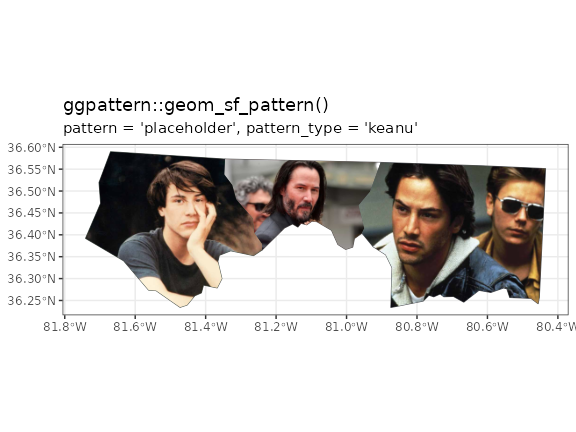 ggpattern::geom_sf_pattern()
pattern = 'placeholder', pattern_type = 'keanu'
36.60°N
36.55°N
36.50°N
36.45°N
36.40°N
36.35°N
36.30°N
36.25°N
81.8°W 81.6°W 81.4°W 81.2°W 81.0°W 80.8°W 80.6°W 80.4°W